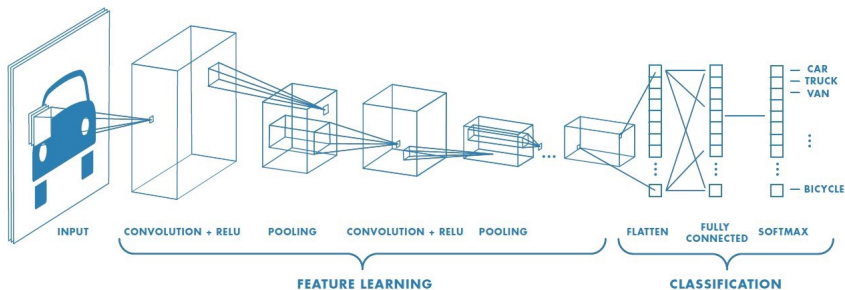 CAR
TRUCK
VAN
BICYCLE
INPUT
CONVOLUTION + RELU
POOLING
CONVOLUTION + RELU
POOLING
FLATTEN
FULLY
CONNECTED
SOFTMAX
FEATURE LEARNING
CLASSIFICATION